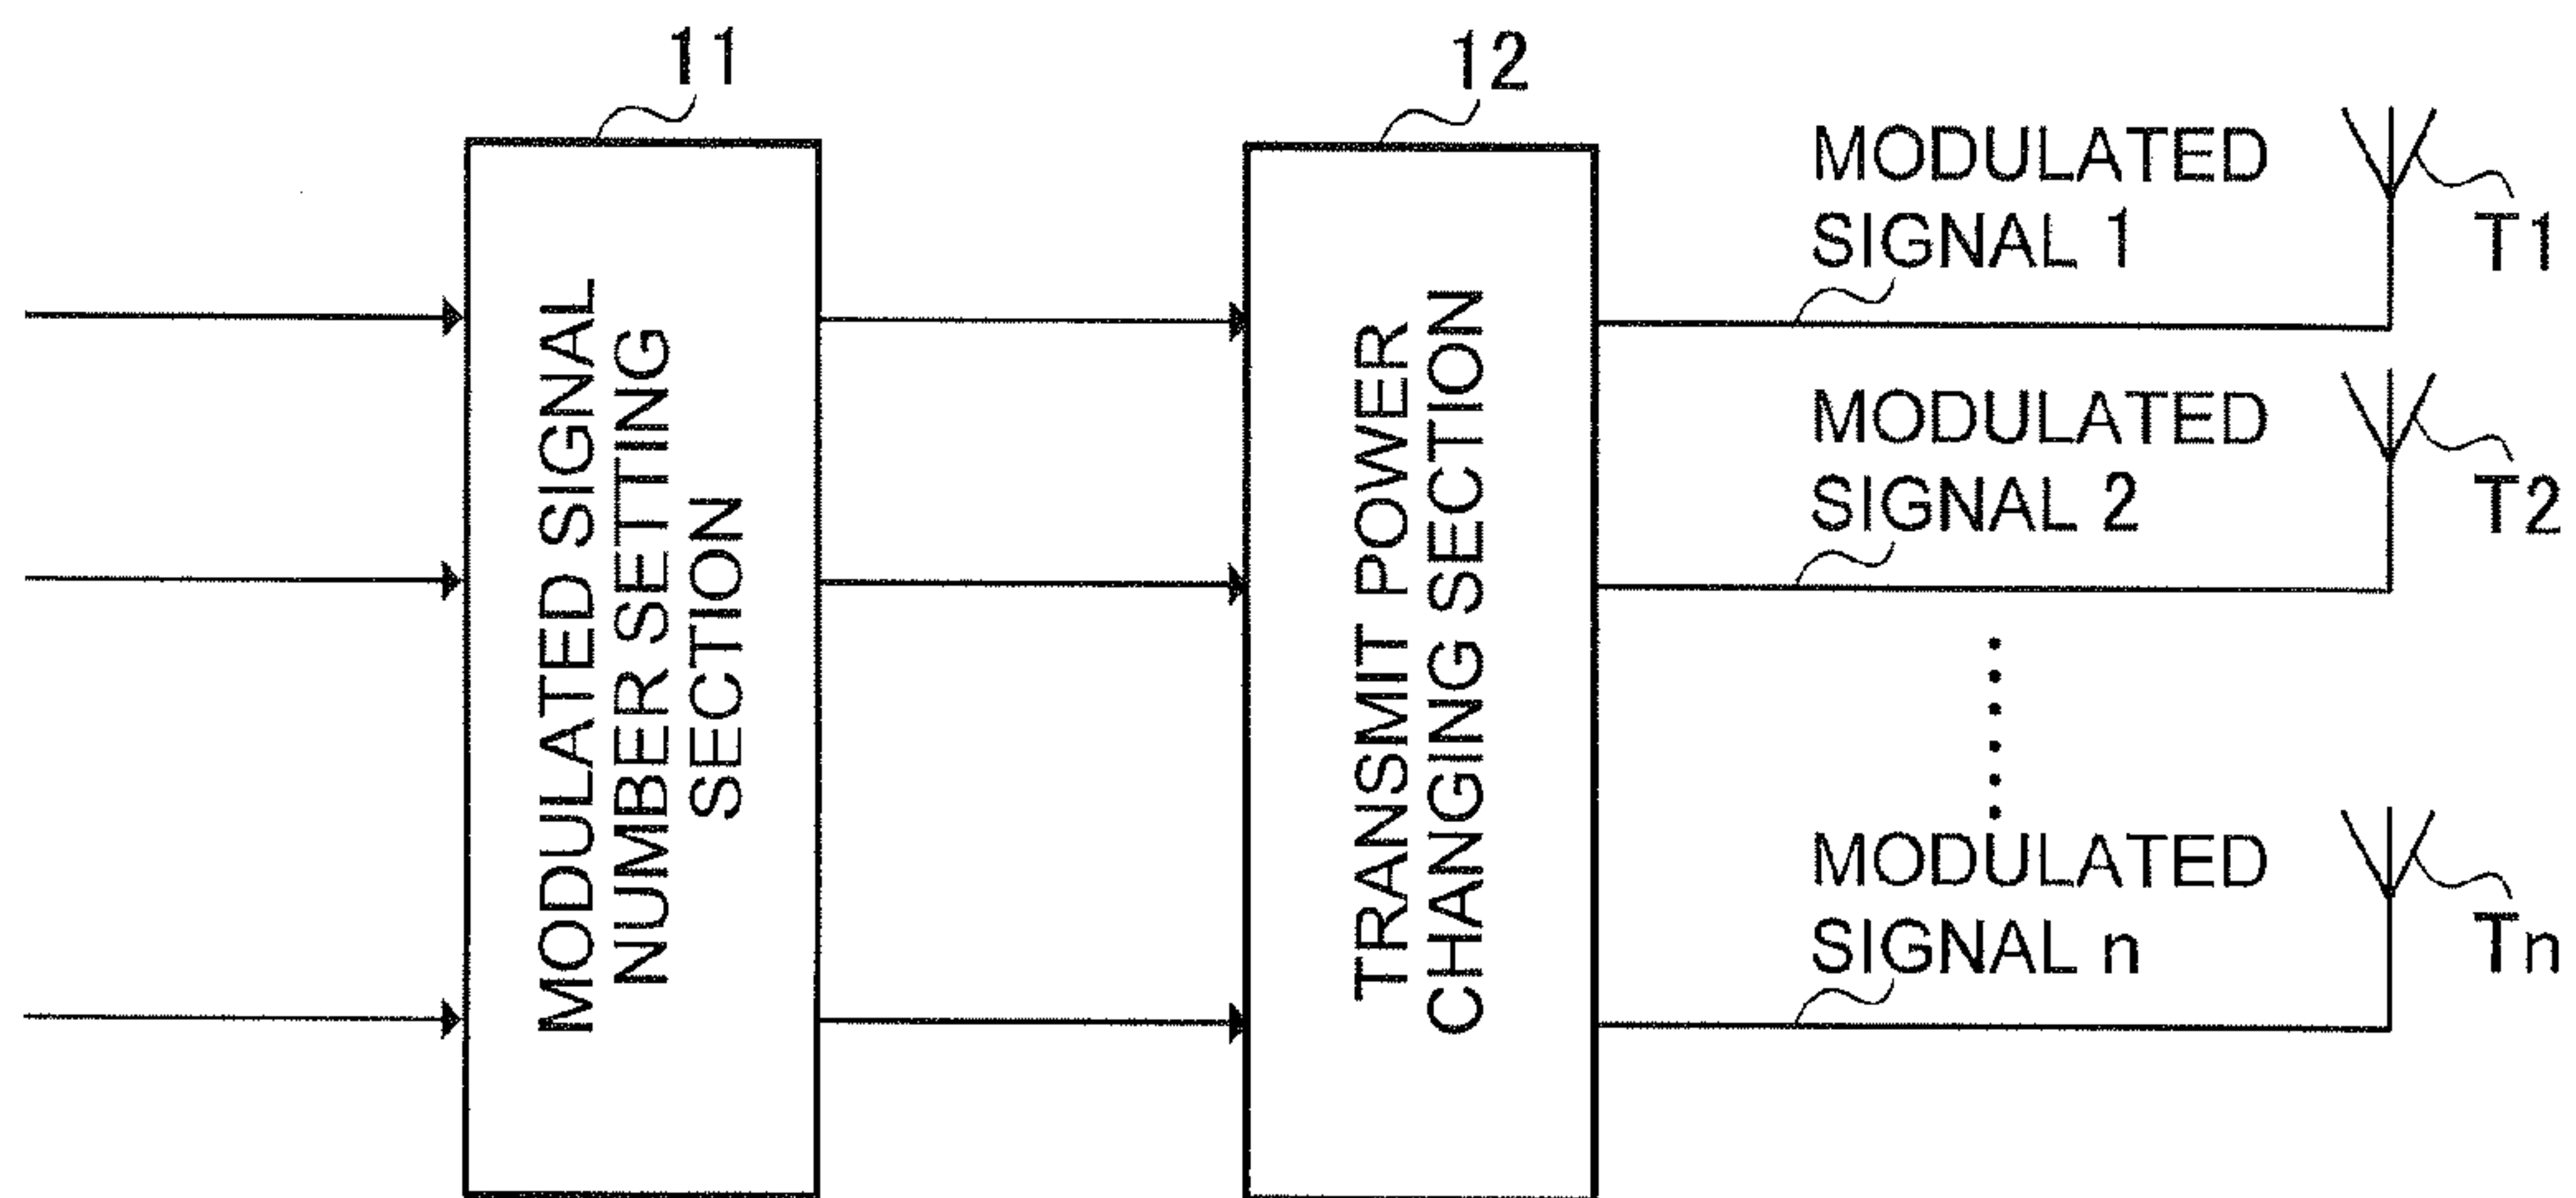 11
12
MODULATED SIGNAL
NUMBER SETTING
SECTION
TRANSMIT POWER
CHANGING SECTION
MODULATED
SIGNAL 1
T1
MODULATED
SIGNAL 2
T2
MODULATED
SIGNAL n
Tn